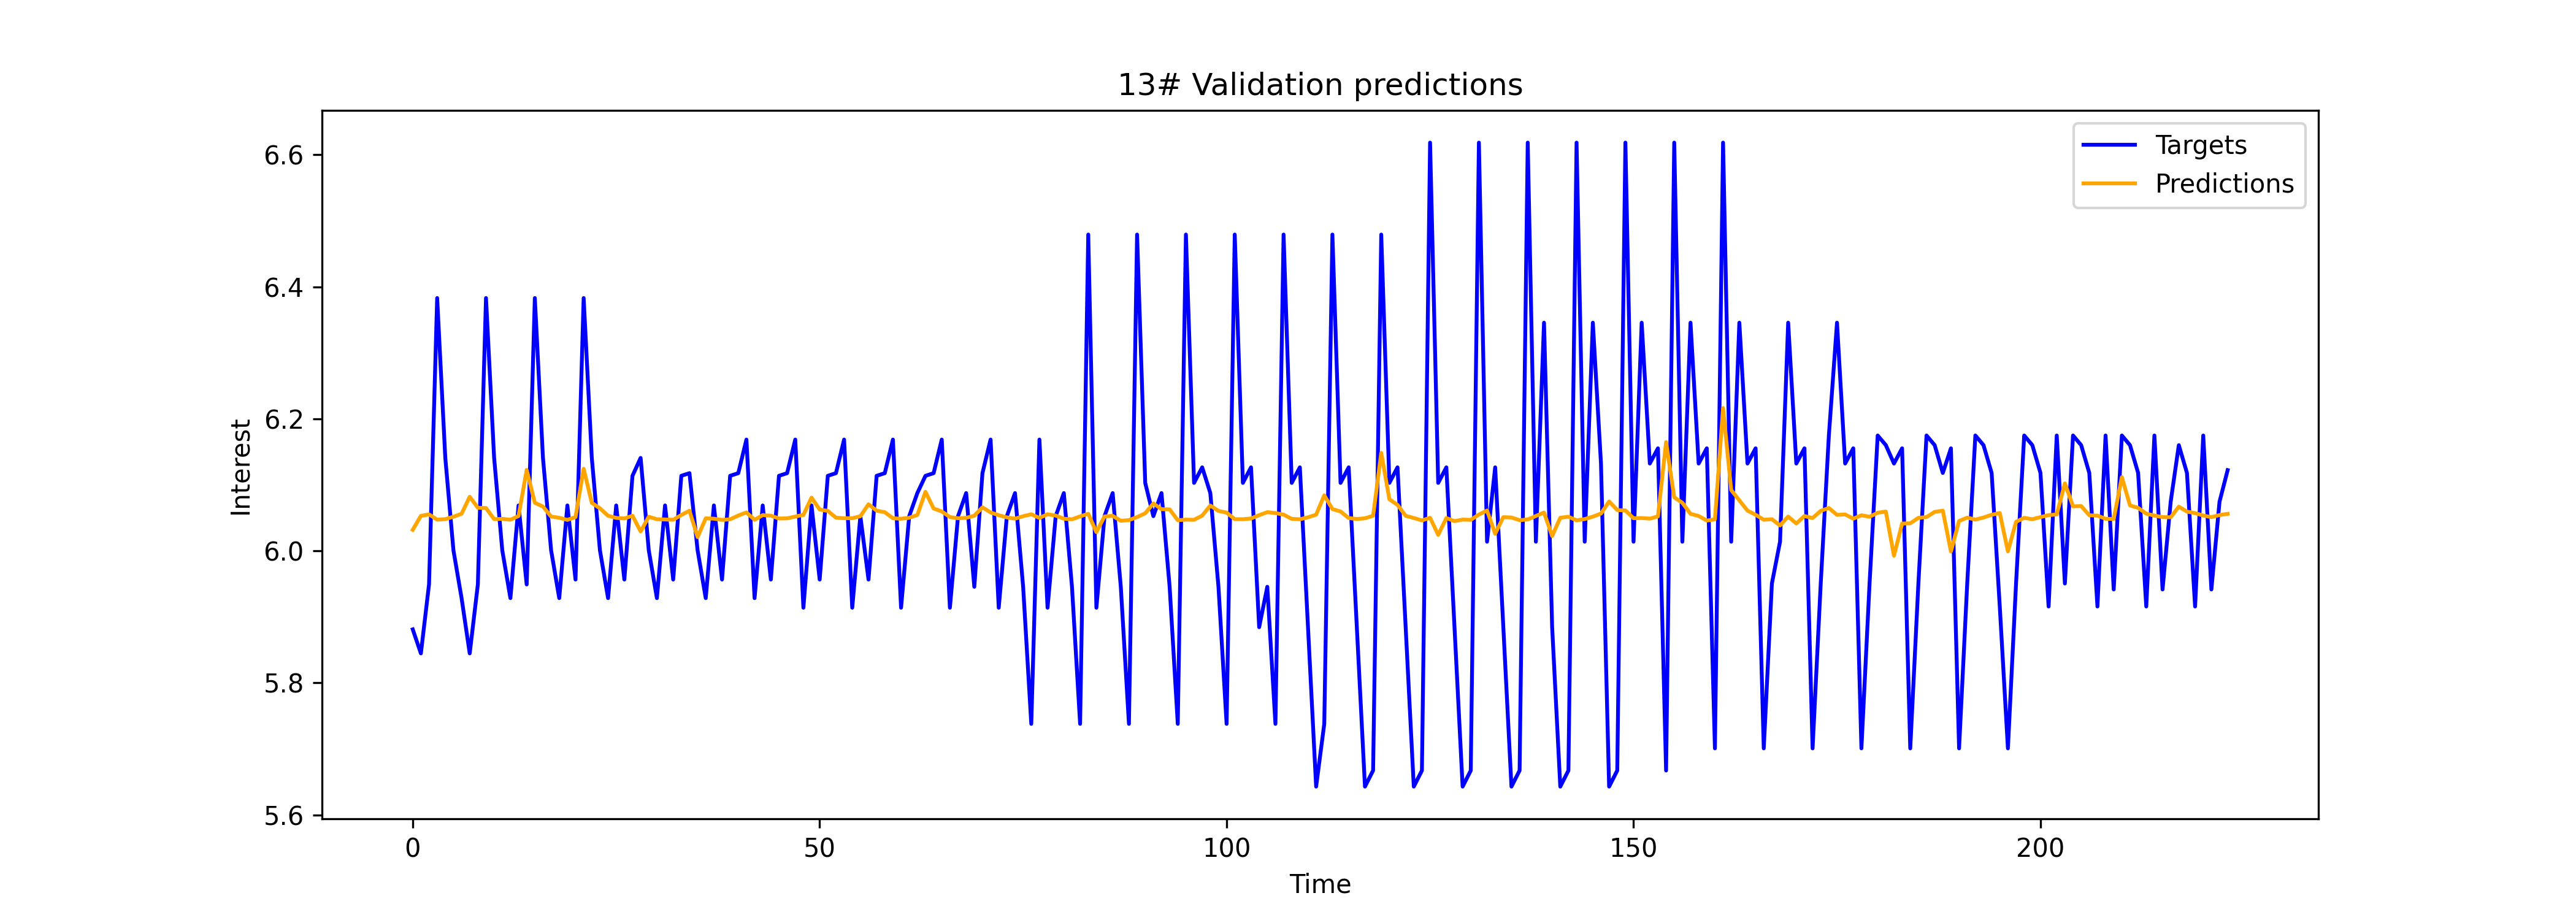 13# Validation predictions
Targets
Predictions
Interest
6.6
6.4
6.2
6.0
5.8
5.6
0
50
100
150
200
Time